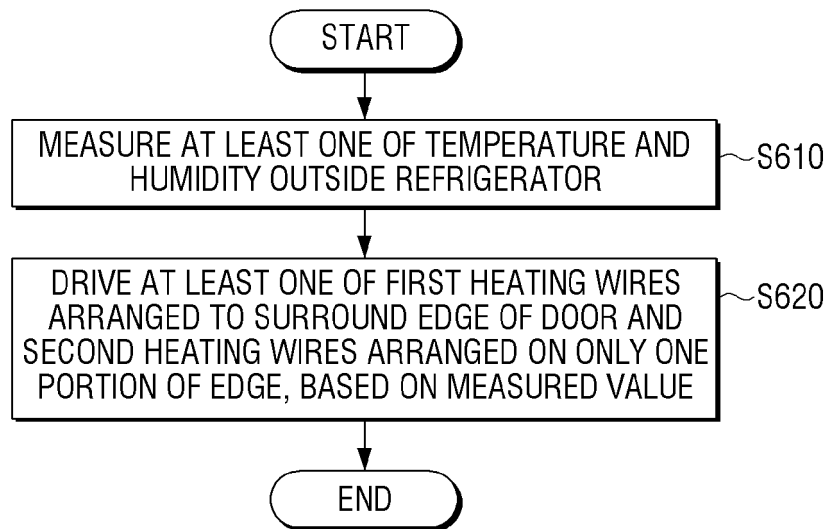 START
MEASURE AT LEAST ONE OF TEMPERATURE AND
HUMIDITY OUTSIDE REFRIGERATOR
S610
DRIVE AT LEAST ONE OF FIRST HEATING WIRES
ARRANGED TO SURROUND EDGE OF DOOR AND
SECOND HEATING WIRES ARRANGED ON ONLY ONE
PORTION OF EDGE, BASED ON MEASURED VALUE
S620
END